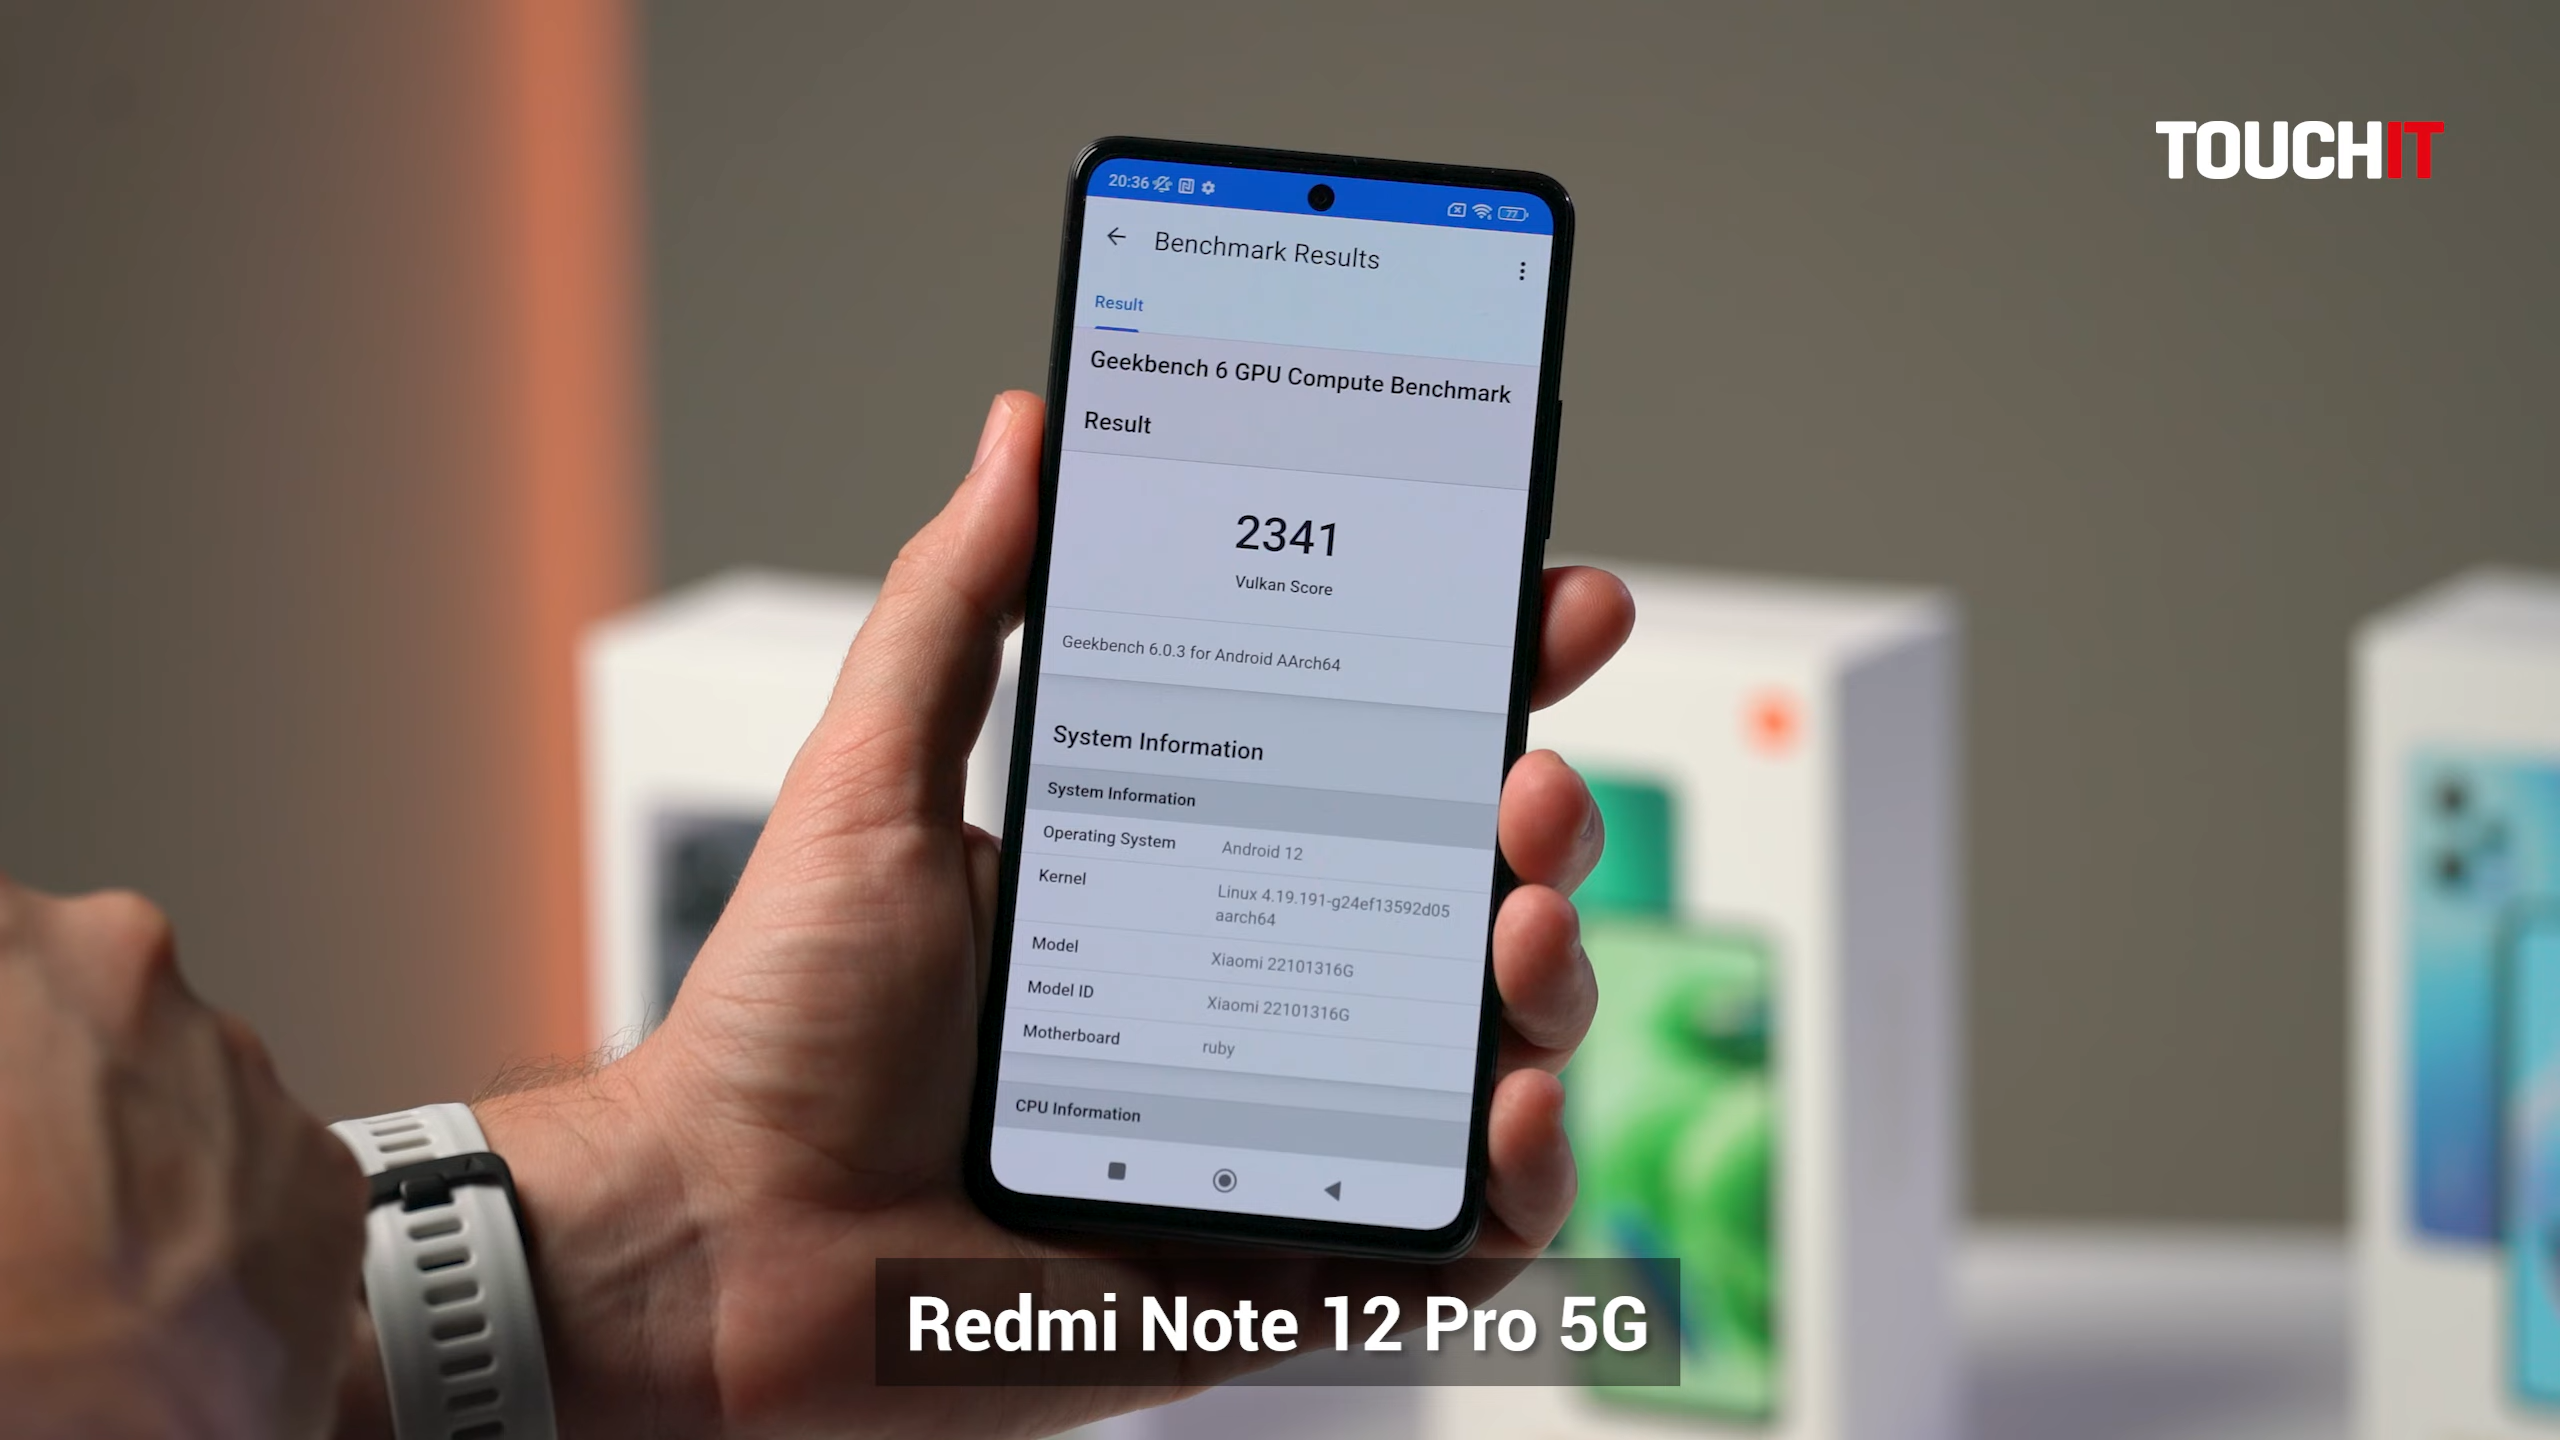 TOUCHIT
20:36
77
Benchmark Results
Result
Geekbench 6 GPU Compute Benchmark
Result
2341
Vulkan Score
Geekbench 6.0.3 for Android AArch64
System Information
System Information
Operating System Android 12
Kernel Linux 4.19.191-g24ef13592d05
aarch64
Model Xiaomi 22101316G
Model ID Xiaomi 22101316G
Motherboard ruby
CPU Information
Redmi Note 12 Pro 5G